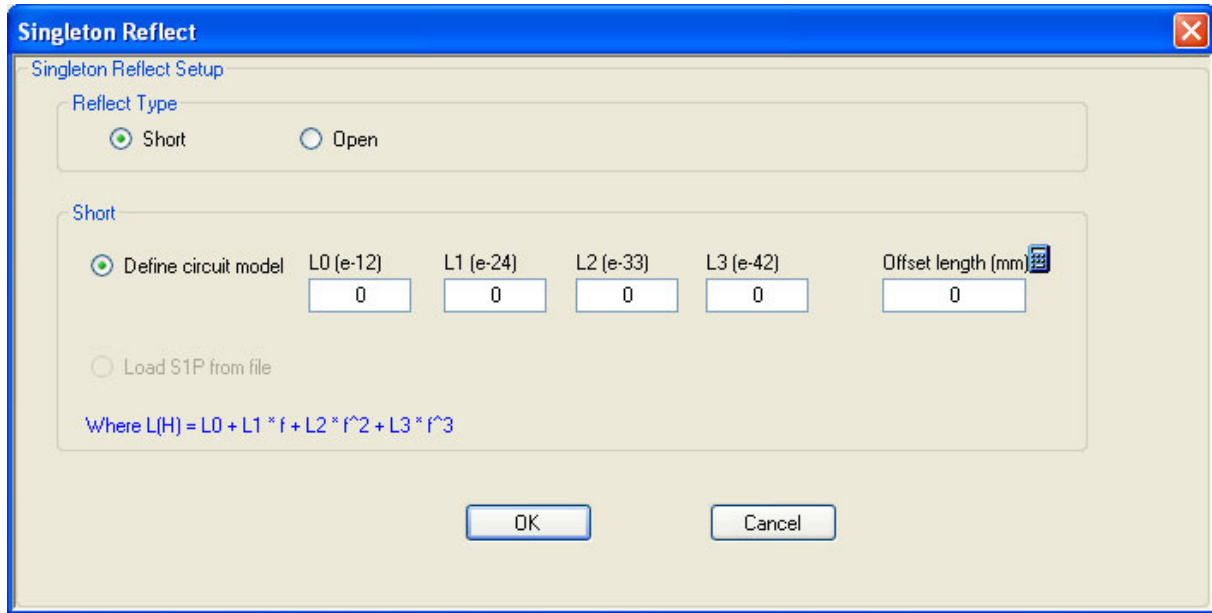 Singleton Reflect
Singleton Reflect Setup
Reflect Type
Short Open
Short
Define circuit model L0 (e-12) L1 (e-24) L2 (e-33) L3 (e-42) Offset length (mm)
0 0 0 0 0
Load S1P from file
Where L(H) = L0 + L1 * f + L2 * f^2 + L3 * f^3
OK Cancel